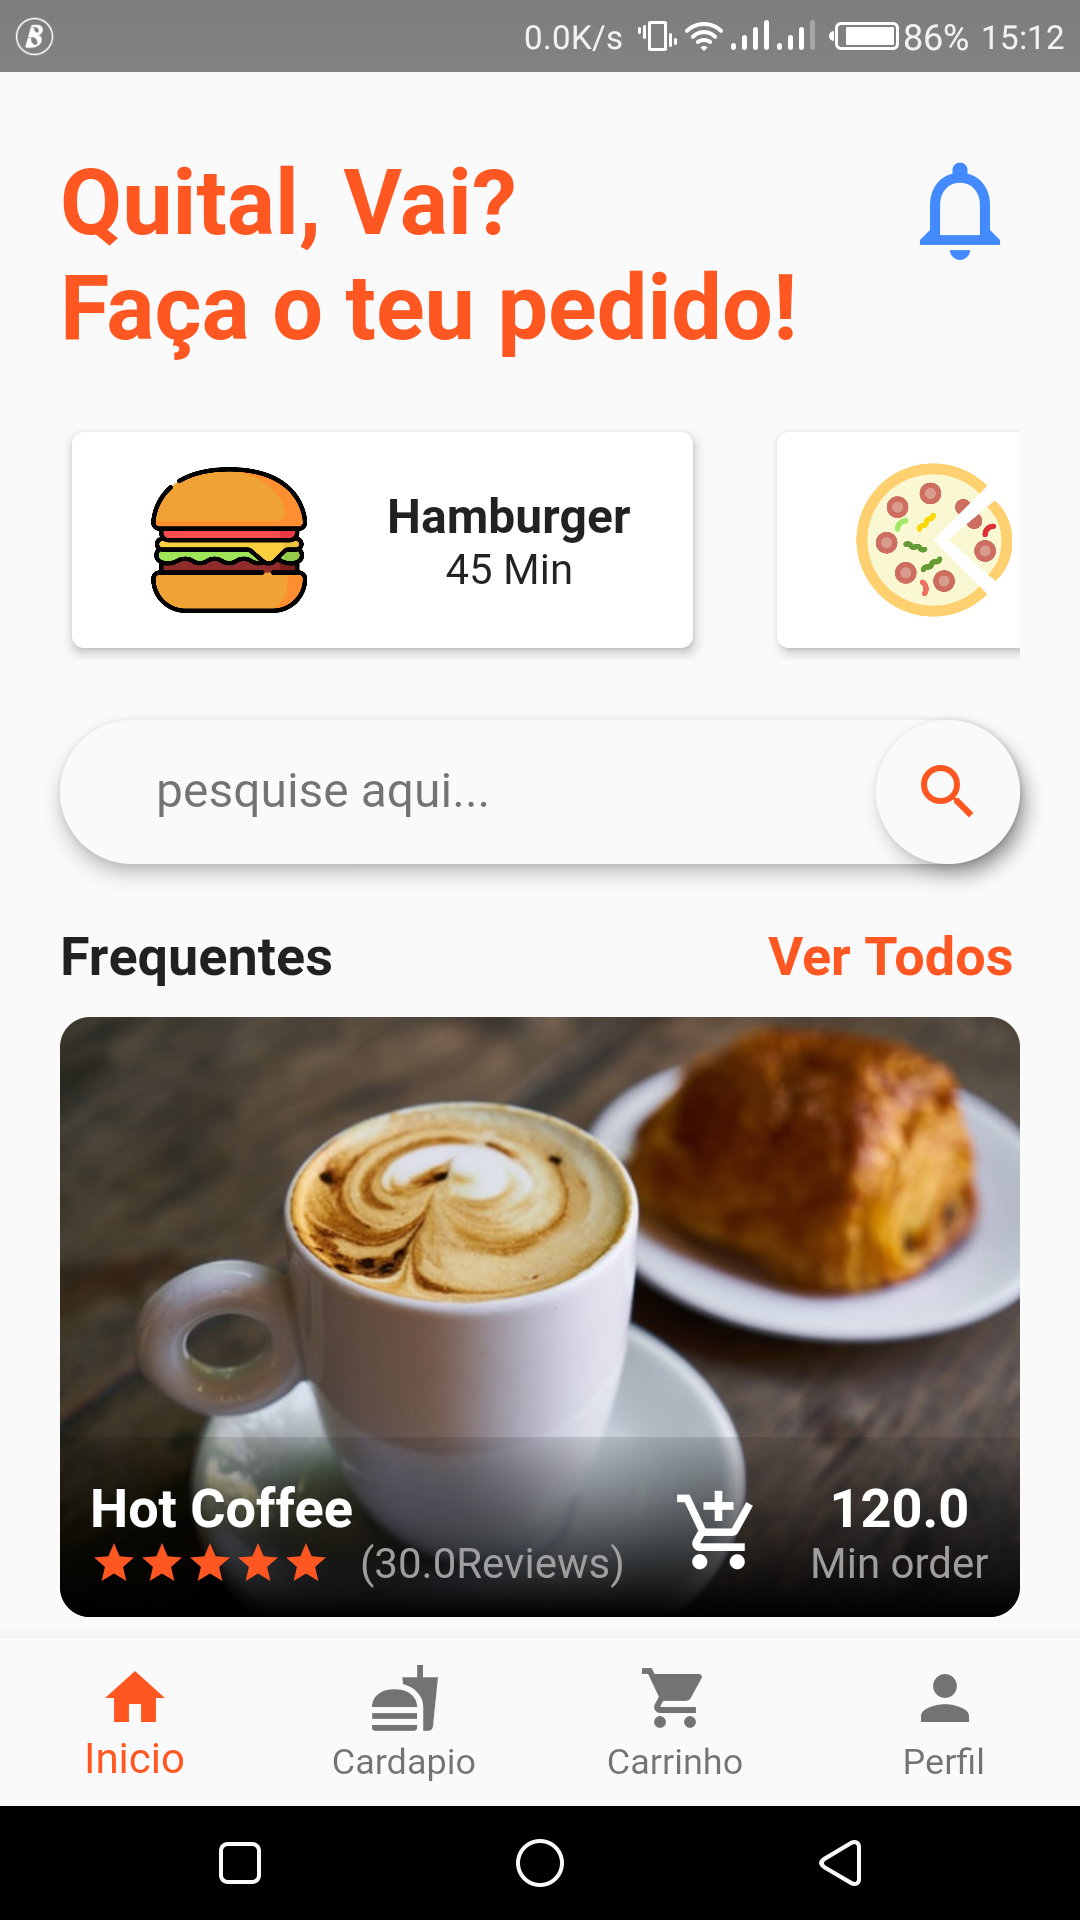 0.0K/s 86% 15:12
Quital, Vai?
Faça o teu pedido!
Hamburger
45 Min
pesquise aqui...
Frequentes Ver Todos
Hot Coffee 120.0
(30.0Reviews) Min order
Inicio Cardapio Carrinho Perfil